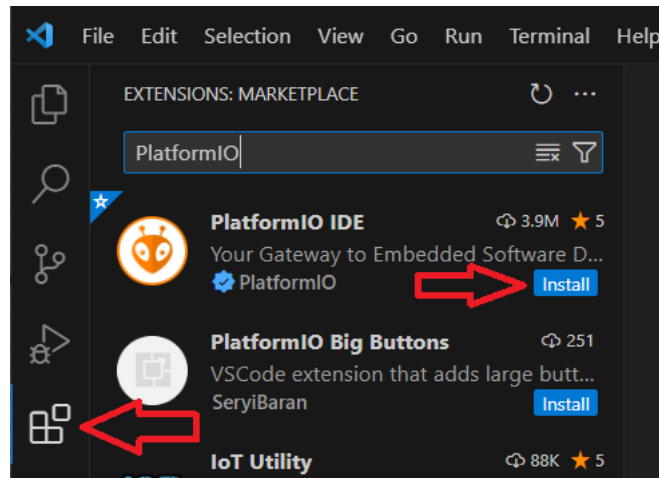 File Edit Selection View Go Run Terminal Help
EXTENSIONS: MARKETPLACE
PlatformIO
PlatformIO IDE 3.9M 5
Your Gateway to Embedded Software D...
PlatformIO Install
PlatformIO Big Buttons 251
VSCode extension that adds large butt...
SeryiBaran Install
IoT Utility 88K 5